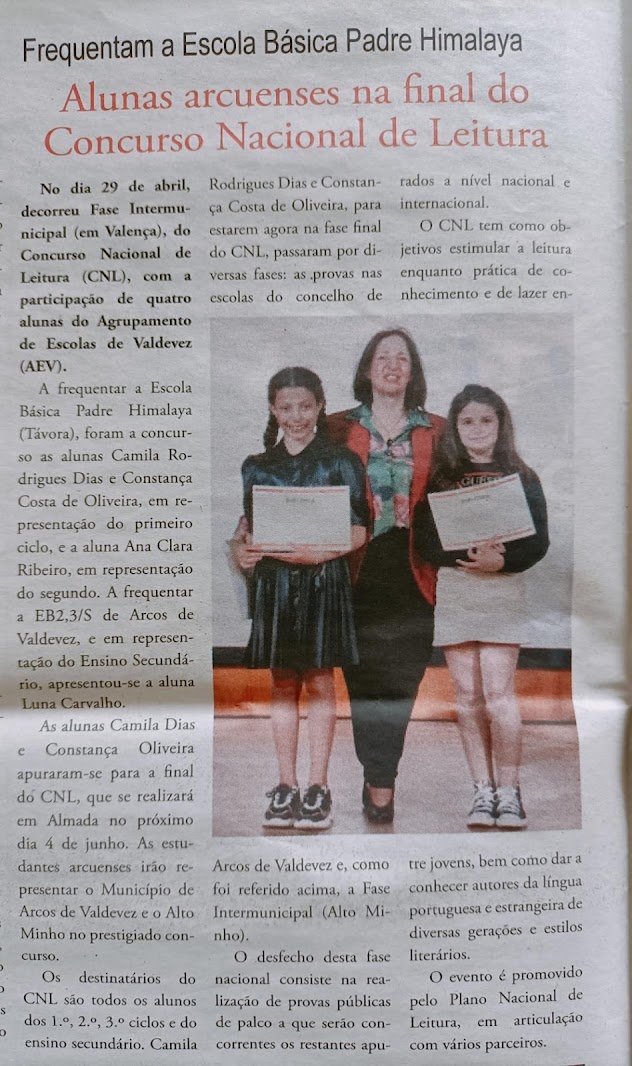 Frequentam a Escola Básica Padre Himalaya
Alunas arcuenses na final do
Concurso Nacional de Leitura
No dia 29 de abril,
decorreu Fase Intermu-
nicipal (em Valença), do
Concurso Nacional de
Leitura (CNL), com a
participação de quatro
alunas do Agrupamento
de Escolas de Valdevez
(AEV).
A frequentar a Escola
Básica Padre Himalaya
(Távora), foram a concur-
so as alunas Camila Ro-
drigues Dias e Constança
Costa de Oliveira, em re-
presentação do primeiro
ciclo, e a aluna Ana Clara
Ribeiro, em representação
do segundo. A frequentar
a EB2,3/S de Arcos de
Valdevez, e em represen-
tação do Ensino Secundá-
rio, apresentou-se a aluna
Luna Carvalho.
As alunas Camila Dias
e Constança Oliveira
apuraram-se para a final
do CNL, que se realizará
em Almada no próximo
dia 4 de junho. As estu-
dantes arcuenses irão re-
presentar o Município de
Arcos de Valdevez e o Alto
Minho no prestigiado con-
curso.
Os destinatários do
CNL são todos os alunos
dos 1.º, 2.º, 3.º ciclos e do
ensino secundário. Camila
Rodrigues Dias e Constan-
ça Costa de Oliveira, para
estarem agora na fase final
do CNL, passaram por di-
versas fases: as provas nas
escolas do concelho de
Arcos de Valdevez e, como
foi referido acima, a Fase
Intermunicipal (Alto Mi-
nho).
O desfecho desta fase
nacional consiste na rea-
lização de provas públicas
de palco a que serão con-
correntes os restantes apu-
rados a nível nacional e
internacional.
O CNL tem como ob-
jetivos estimular a leitura
enquanto prática de co-
nhecimento e de lazer en-
tre jovens, bem como dar a
conhecer autores da língua
portuguesa e estrangeira de
diversas gerações e estilos
literários.
O evento é promovido
pelo Plano Nacional de
Leitura, em articulação
com vários parceiros.